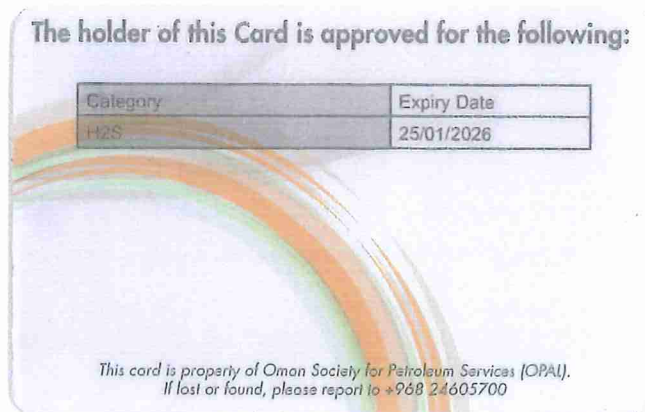 The holder of this Card is approved for the following:
Category Expiry Date
H2S 25/01/2026
This card is property of Oman Society for Petroleum Services (OPAL).
If lost or found, please report to +968 24605700